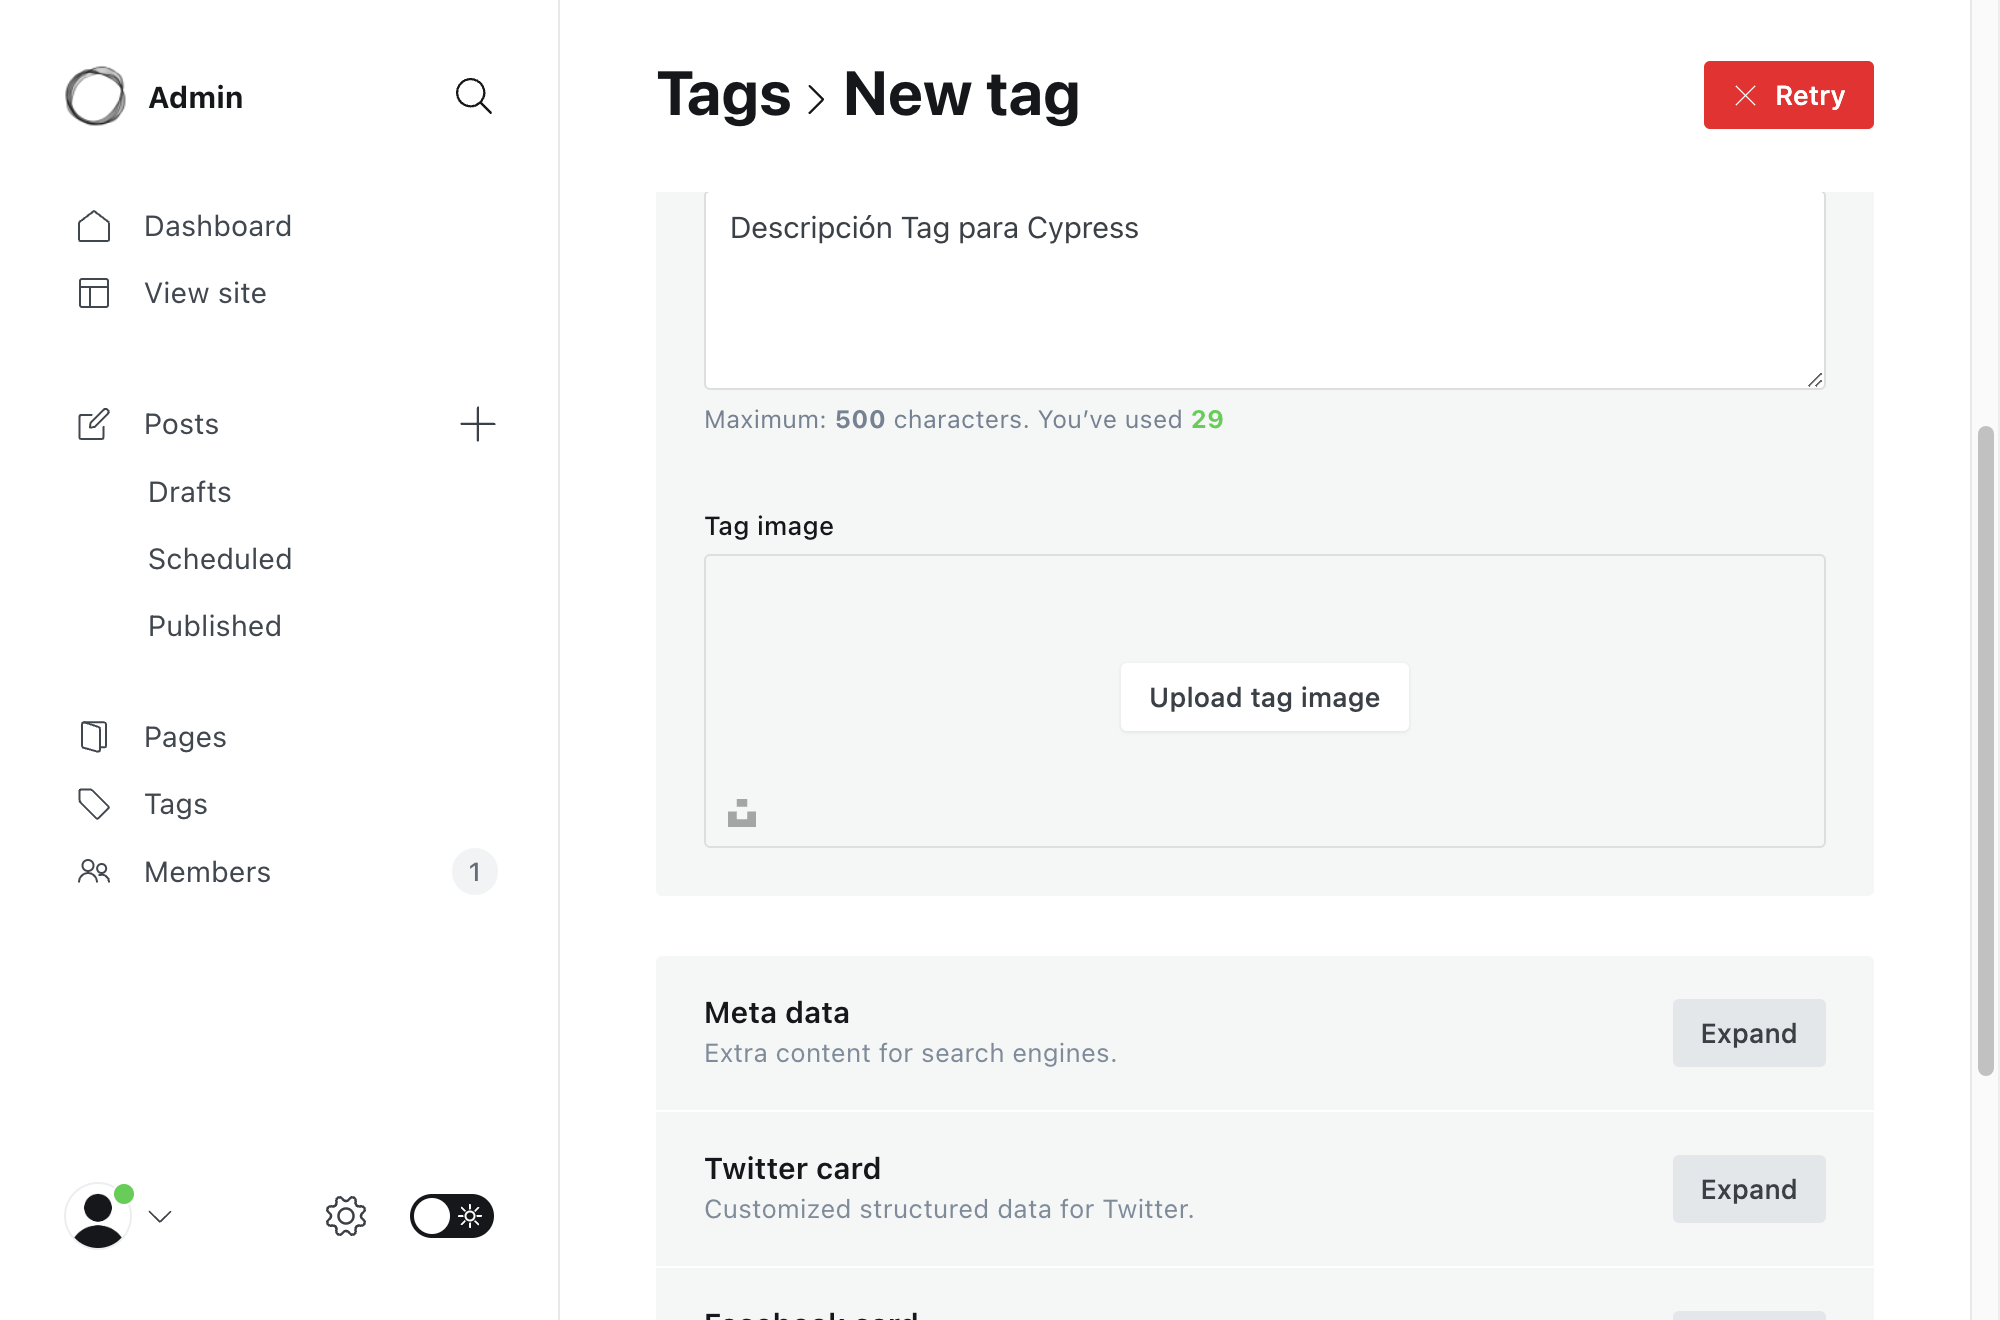 Admin
Dashboard
View site
Posts
Drafts
Scheduled
Published
Pages
Tags
Members
1
Tags
New tag
Retry
Descripción Tag para Cypress
Maximum: 500 characters. You’ve used 29
Tag image
Upload tag image
Meta data
Extra content for search engines.
Expand
Twitter card
Customized structured data for Twitter.
Expand
Facebook card